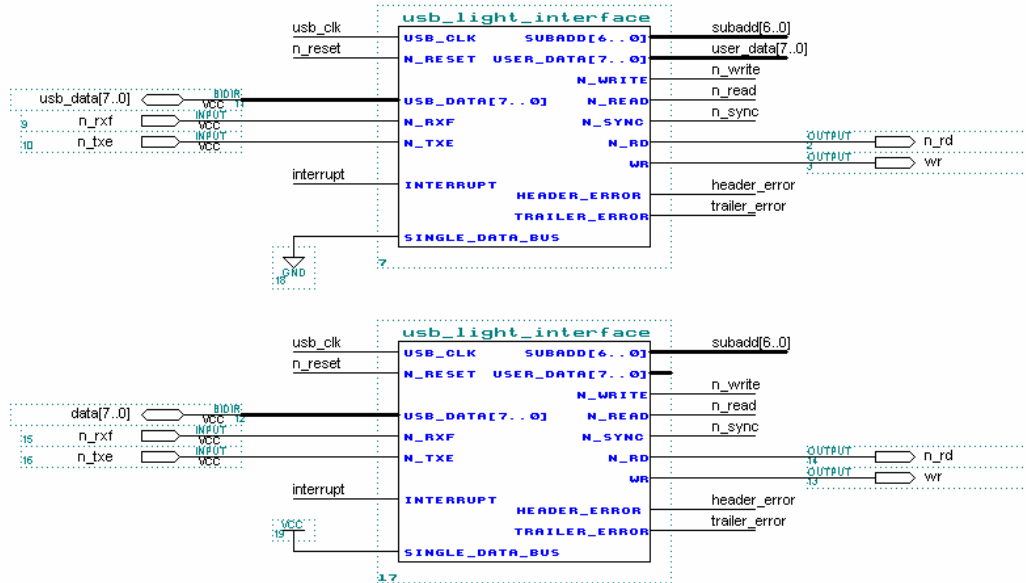 usb_light_interface
usb_clk USB_CLK SUBADD[6..0] subadd[6..0]
n_reset N_RESET USER_DATA[7..0] user_data[7..0]
N_WRITE n_write
usb_data[7..0] BIDIR VCC 11 USB_DATA[7..0] N_READ n_read
9 n_rxf INPUT VCC N_RXF N_SYNC n_sync
10 n_txe INPUT VCC N_TXE N_RD OUTPUT 2 n_rd
WR OUTPUT 3 wr
interrupt INTERRUPT
HEADER_ERROR header_error
TRAILER_ERROR trailer_error
SINGLE_DATA_BUS
GND
18
7
usb_light_interface
usb_clk USB_CLK SUBADD[6..0] subadd[6..0]
n_reset N_RESET USER_DATA[7..0]
N_WRITE n_write
data[7..0] BIDIR VCC 12 USB_DATA[7..0] N_READ n_read
15 n_rxf INPUT VCC N_RXF N_SYNC n_sync
16 n_txe INPUT VCC N_TXE N_RD OUTPUT 14 n_rd
WR OUTPUT 13 wr
interrupt INTERRUPT
HEADER_ERROR header_error
VCC
19
TRAILER_ERROR trailer_error
SINGLE_DATA_BUS
17